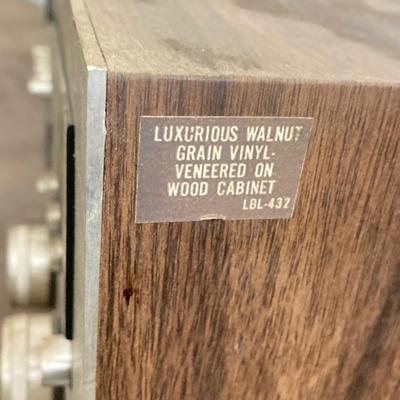 LUXURIOUS WALNUT
GRAIN VINYL-
VENEERED ON
WOOD CABINET
LBL-432